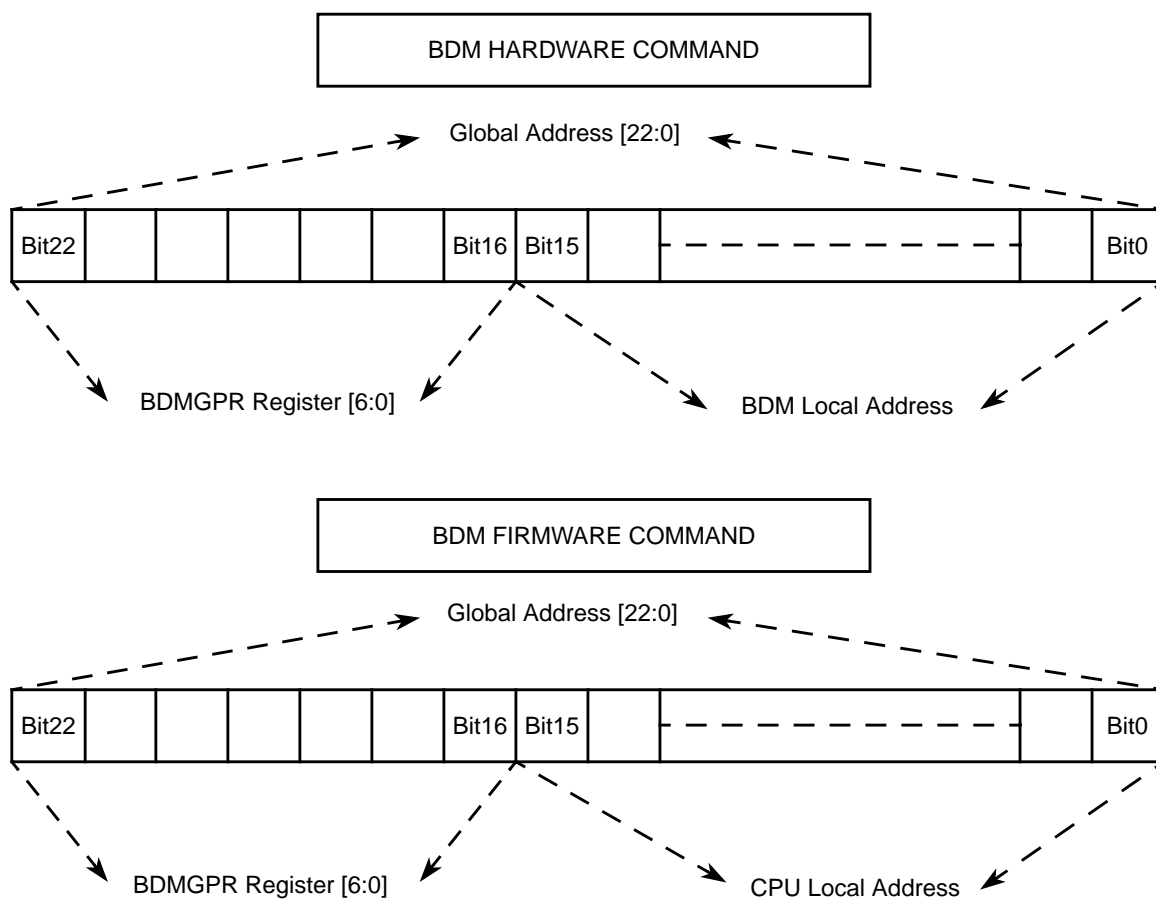 BDM HARDWARE COMMAND
Global Address [22:0]
Bit22 Bit16 Bit15 Bit0
BDMGPR Register [6:0] BDM Local Address
BDM FIRMWARE COMMAND
Global Address [22:0]
Bit22 Bit16 Bit15 Bit0
BDMGPR Register [6:0] CPU Local Address